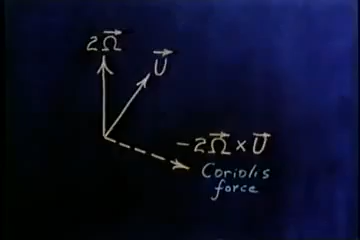 2Ω⃗
U⃗
-2Ω⃗ × U⃗
Coriolis
force